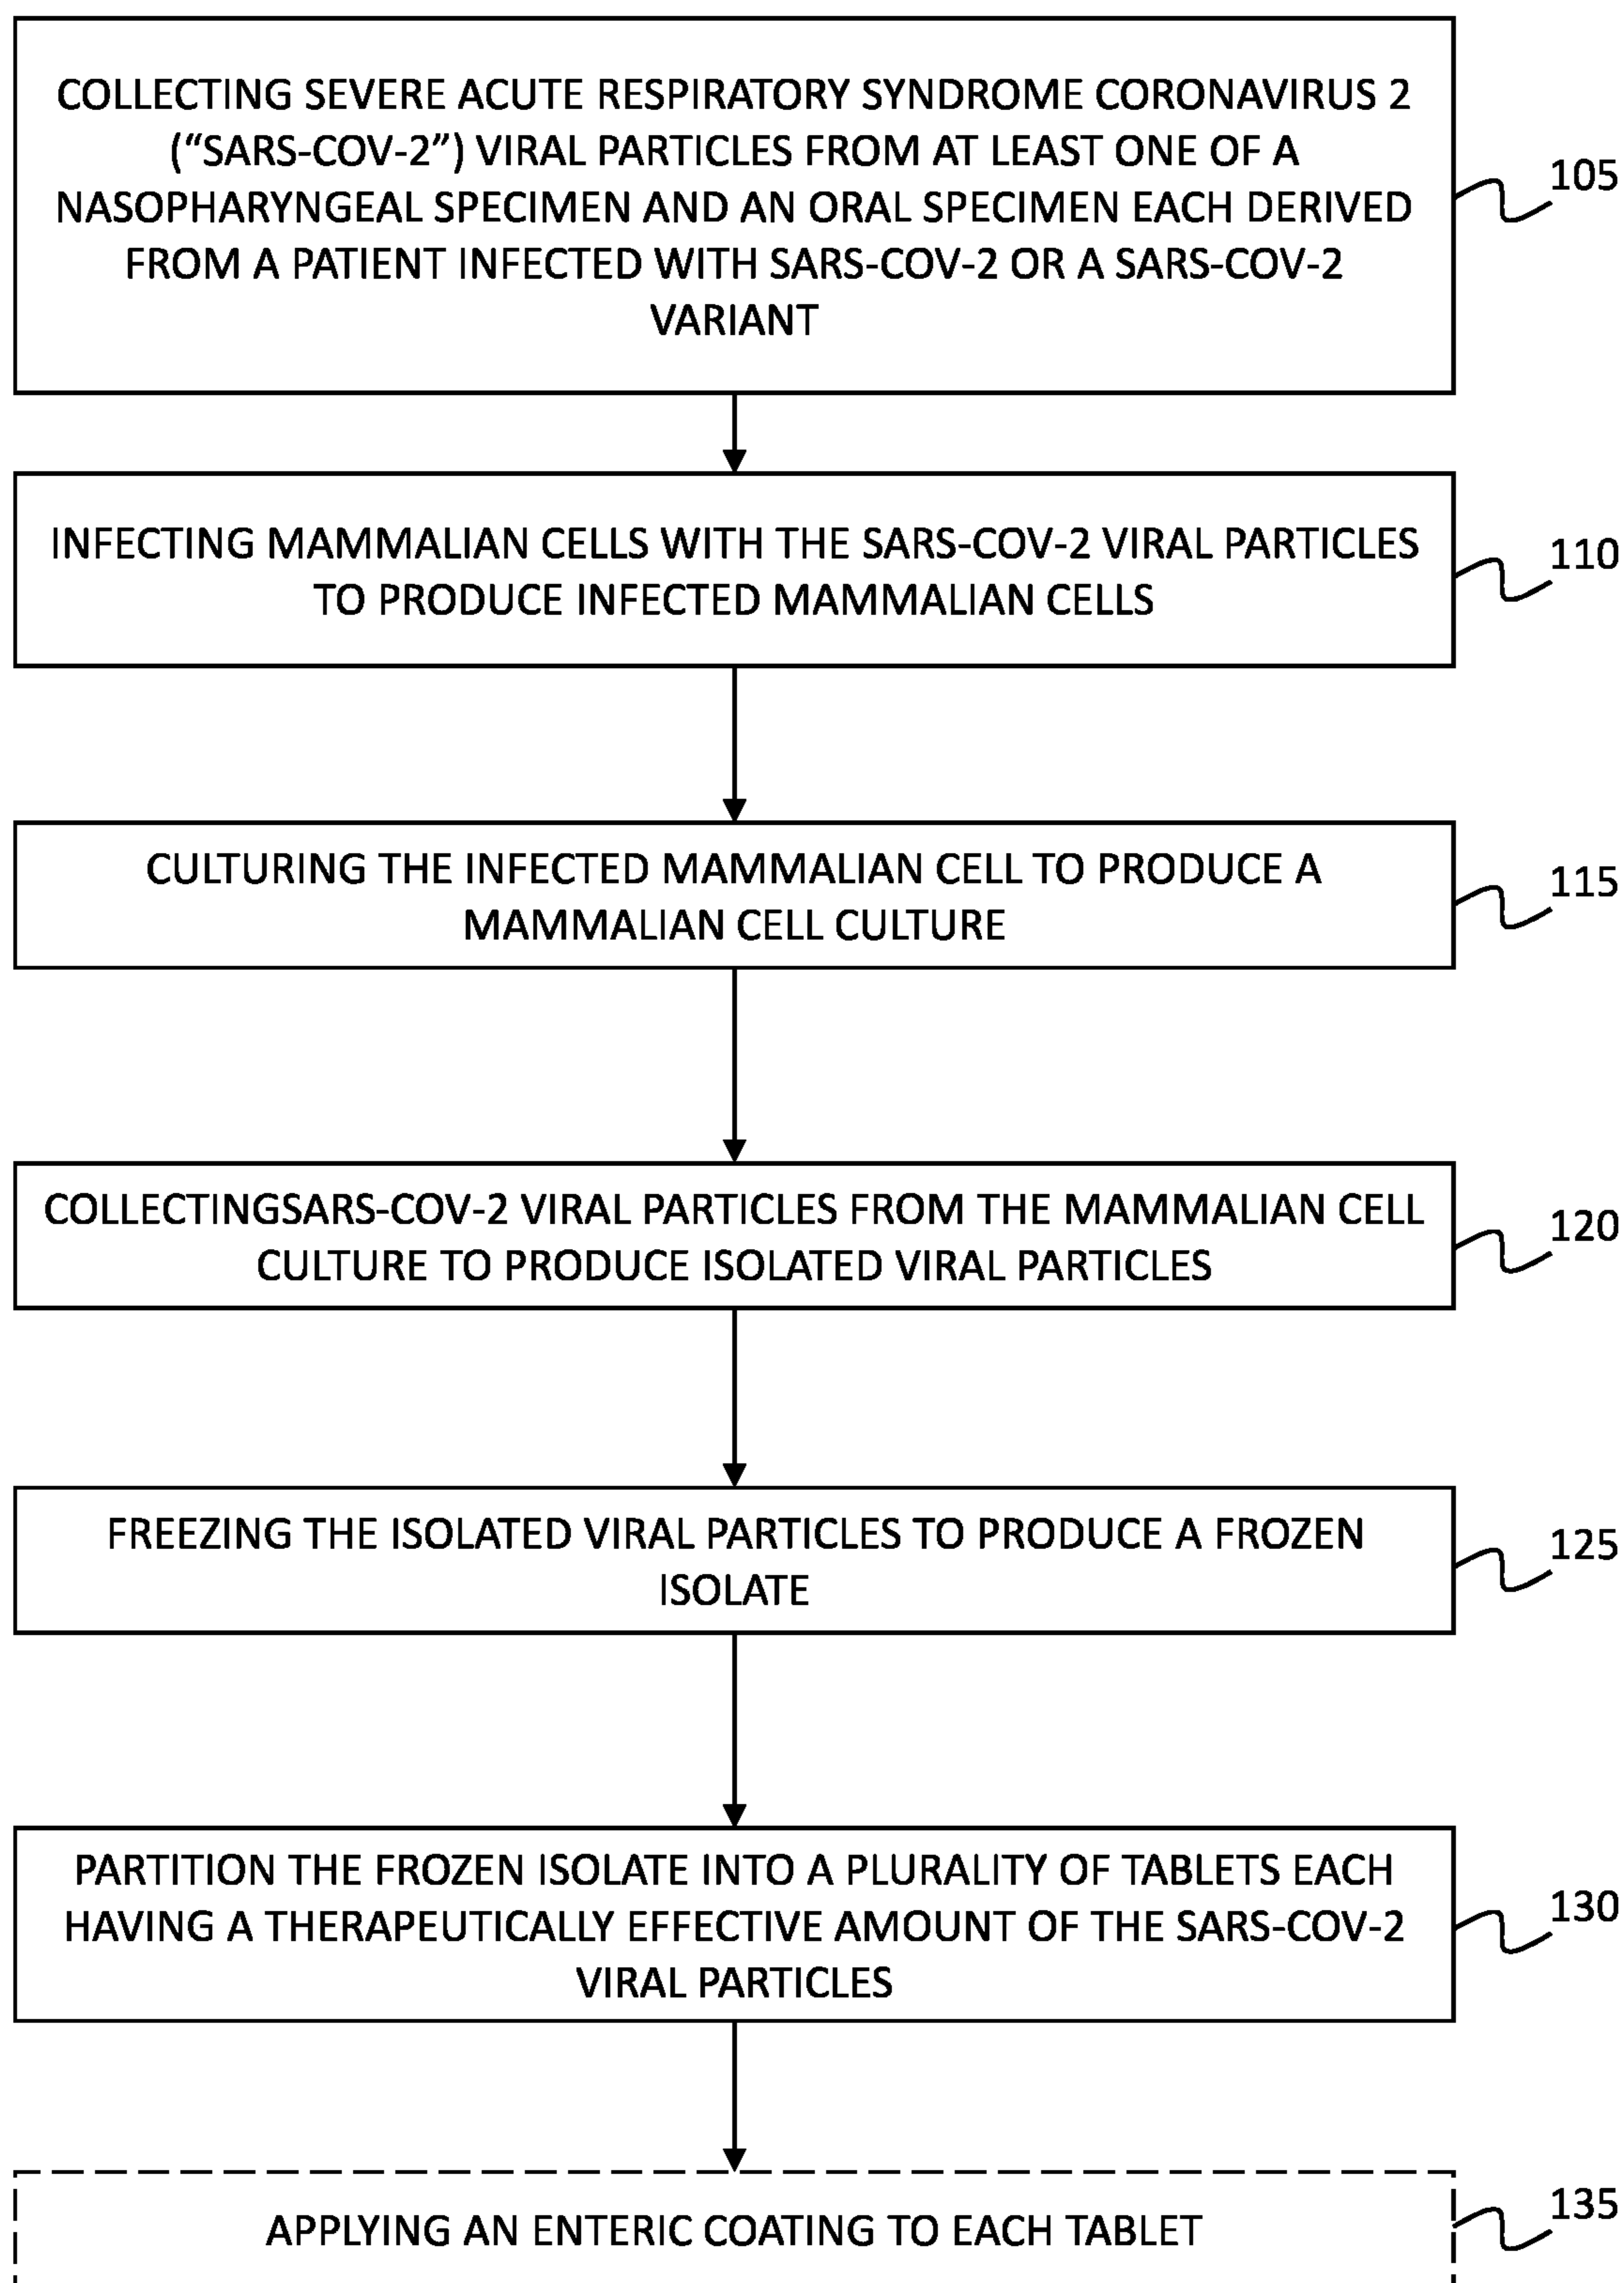 COLLECTING SEVERE ACUTE RESPIRATORY SYNDROME CORONAVIRUS 2
(“SARS-COV-2”) VIRAL PARTICLES FROM AT LEAST ONE OF A
NASOPHARYNGEAL SPECIMEN AND AN ORAL SPECIMEN EACH DERIVED
FROM A PATIENT INFECTED WITH SARS-COV-2 OR A SARS-COV-2
VARIANT
105
INFECTING MAMMALIAN CELLS WITH THE SARS-COV-2 VIRAL PARTICLES
TO PRODUCE INFECTED MAMMALIAN CELLS
110
CULTURING THE INFECTED MAMMALIAN CELL TO PRODUCE A
MAMMALIAN CELL CULTURE
115
COLLECTINGSARS-COV-2 VIRAL PARTICLES FROM THE MAMMALIAN CELL
CULTURE TO PRODUCE ISOLATED VIRAL PARTICLES
120
FREEZING THE ISOLATED VIRAL PARTICLES TO PRODUCE A FROZEN
ISOLATE
125
PARTITION THE FROZEN ISOLATE INTO A PLURALITY OF TABLETS EACH
HAVING A THERAPEUTICALLY EFFECTIVE AMOUNT OF THE SARS-COV-2
VIRAL PARTICLES
130
APPLYING AN ENTERIC COATING TO EACH TABLET
135